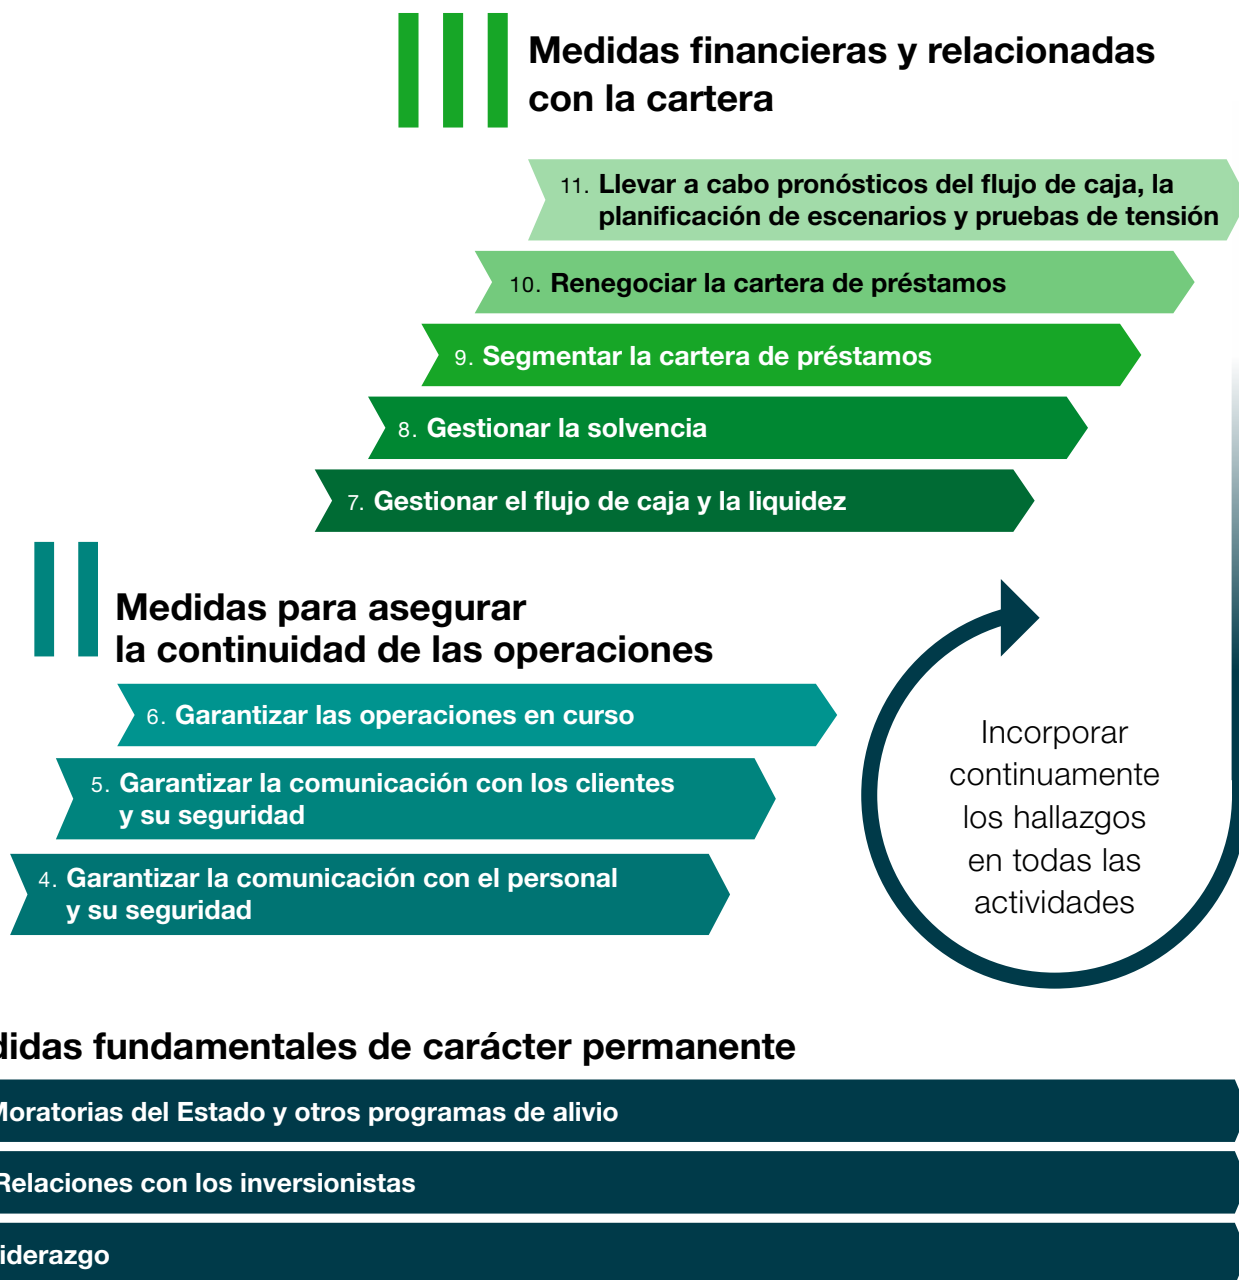 Medidas financieras y relacionadas
con la cartera
11. Llevar a cabo pronósticos del flujo de caja, la
planificación de escenarios y pruebas de tensión
10. Renegociar la cartera de préstamos
9. Segmentar la cartera de préstamos
8. Gestionar la solvencia
7. Gestionar el flujo de caja y la liquidez
Medidas para asegurar
la continuidad de las operaciones
6. Garantizar las operaciones en curso
5. Garantizar la comunicación con los clientes
y su seguridad
4. Garantizar la comunicación con el personal
y su seguridad
Incorporar
continuamente
los hallazgos
en todas las
actividades
didas fundamentales de carácter permanente
Moratorias del Estado y otros programas de alivio
Relaciones con los inversionistas
iderazgo